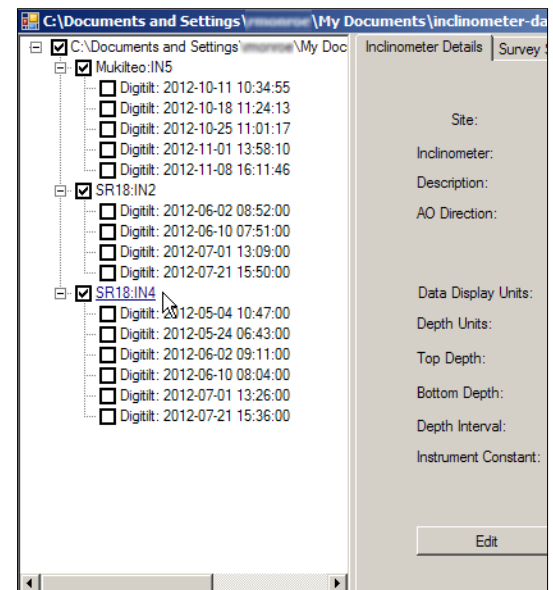 C:\Documents and Settings\ \My Documents\inclinometer-da
C:\Documents and Settings\ \My Doc
Mukilteo:IN5
Digitilt: 2012-10-11 10:34:55
Digitilt: 2012-10-18 11:24:13
Digitilt: 2012-10-25 11:01:17
Digitilt: 2012-11-01 13:58:10
Digitilt: 2012-11-08 16:11:46
SR18:IN2
Digitilt: 2012-06-02 08:52:00
Digitilt: 2012-06-10 07:51:00
Digitilt: 2012-07-01 13:09:00
Digitilt: 2012-07-21 15:50:00
SR18:IN4
Digitilt: 2012-05-04 10:47:00
Digitilt: 2012-05-24 06:43:00
Digitilt: 2012-06-02 09:11:00
Digitilt: 2012-06-10 08:04:00
Digitilt: 2012-07-01 13:26:00
Digitilt: 2012-07-21 15:36:00
Inclinometer Details
Survey
Site:
Inclinometer:
Description:
AO Direction:
Data Display Units:
Depth Units:
Top Depth:
Bottom Depth:
Depth Interval:
Instrument Constant:
Edit